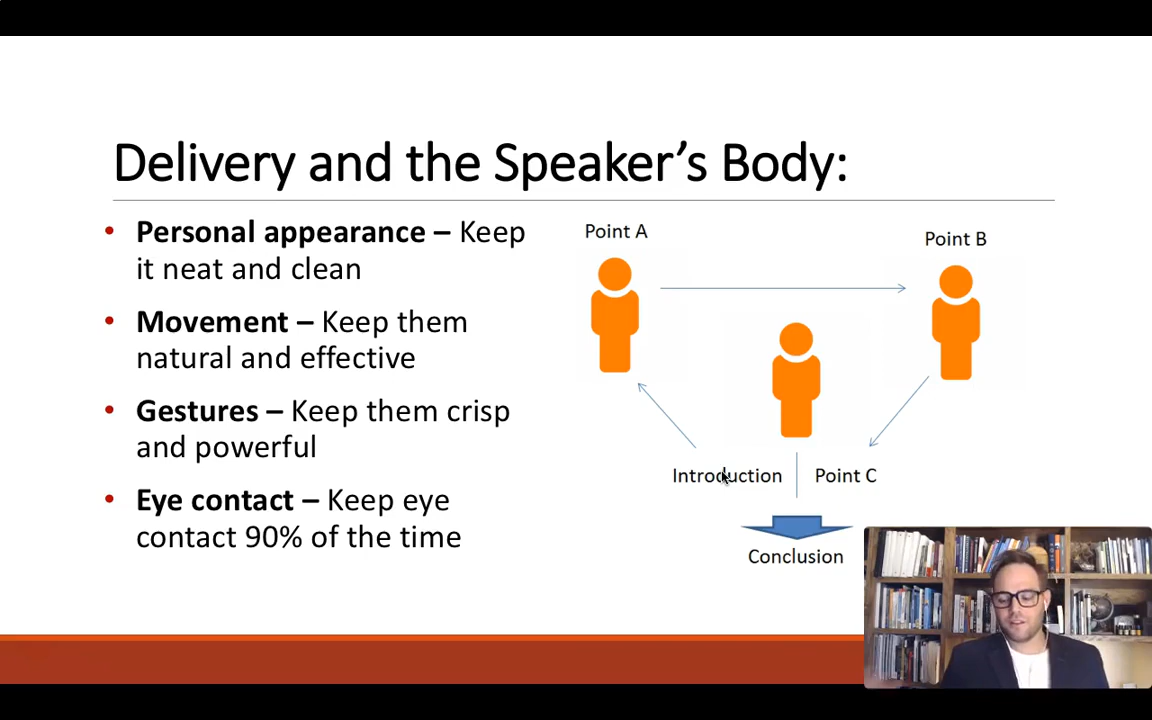 Delivery and the Speaker’s Body:
• Personal appearance – Keep
it neat and clean
• Movement – Keep them
natural and effective
• Gestures – Keep them crisp
and powerful
• Eye contact – Keep eye
contact 90% of the time
Point A
Point B
Introduction
Point C
Conclusion